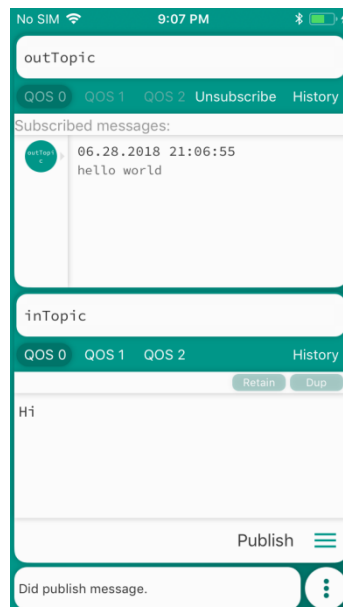 No SIM 9:07 PM
outTopic
QOS 0 QOS 1 QOS 2 Unsubscribe History
Subscribed messages:
outTopi
c
06.28.2018 21:06:55
hello world
inTopic
QOS 0 QOS 1 QOS 2 History
Retain Dup
Hi
Publish
Did publish message.